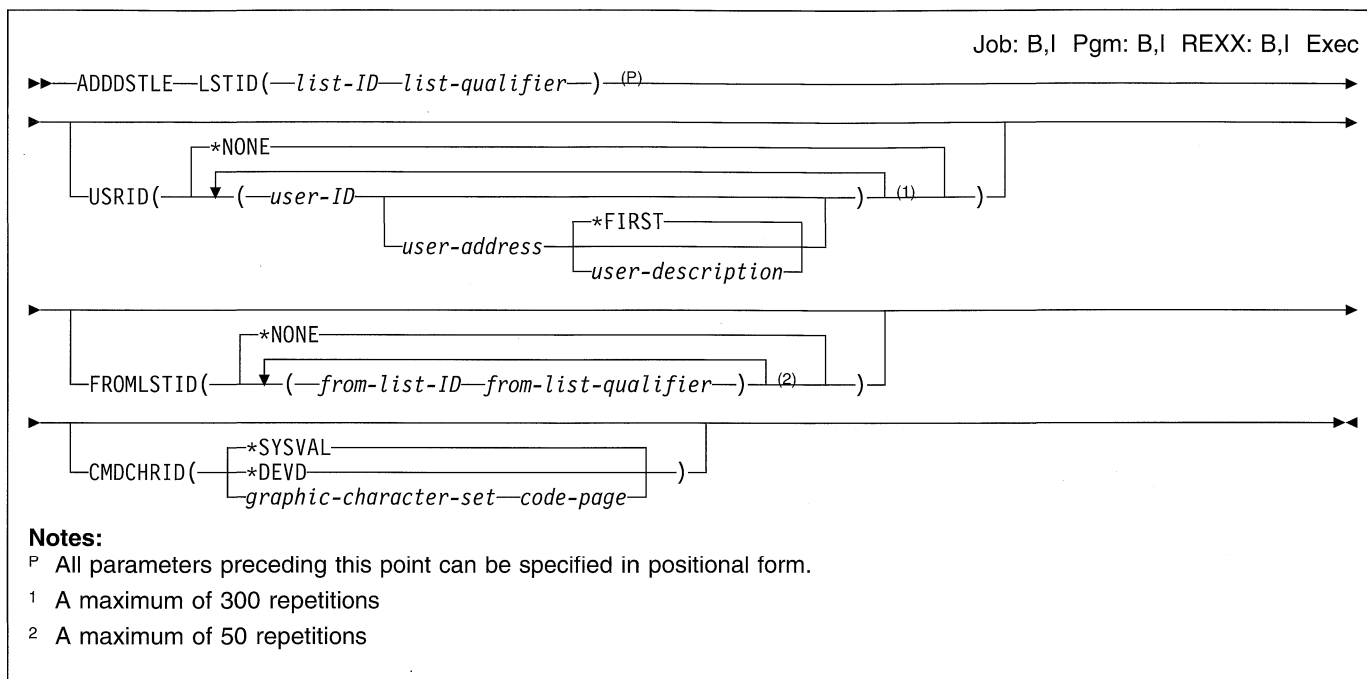 Job: B,I Pgm: B,I REXX: B,I Exec
ADDDSTLE LSTID( list-ID list-qualifier ) (P)
*NONE
USRID( ( user-ID ) (1) )
*FIRST
user-address
user-description
*NONE
FROMLSTID( ( from-list-ID from-list-qualifier ) (2) )
*SYSVAL
CMDCHRID( *DEVD )
graphic-character-set code-page
Notes:
P All parameters preceding this point can be specified in positional form.
1 A maximum of 300 repetitions
2 A maximum of 50 repetitions